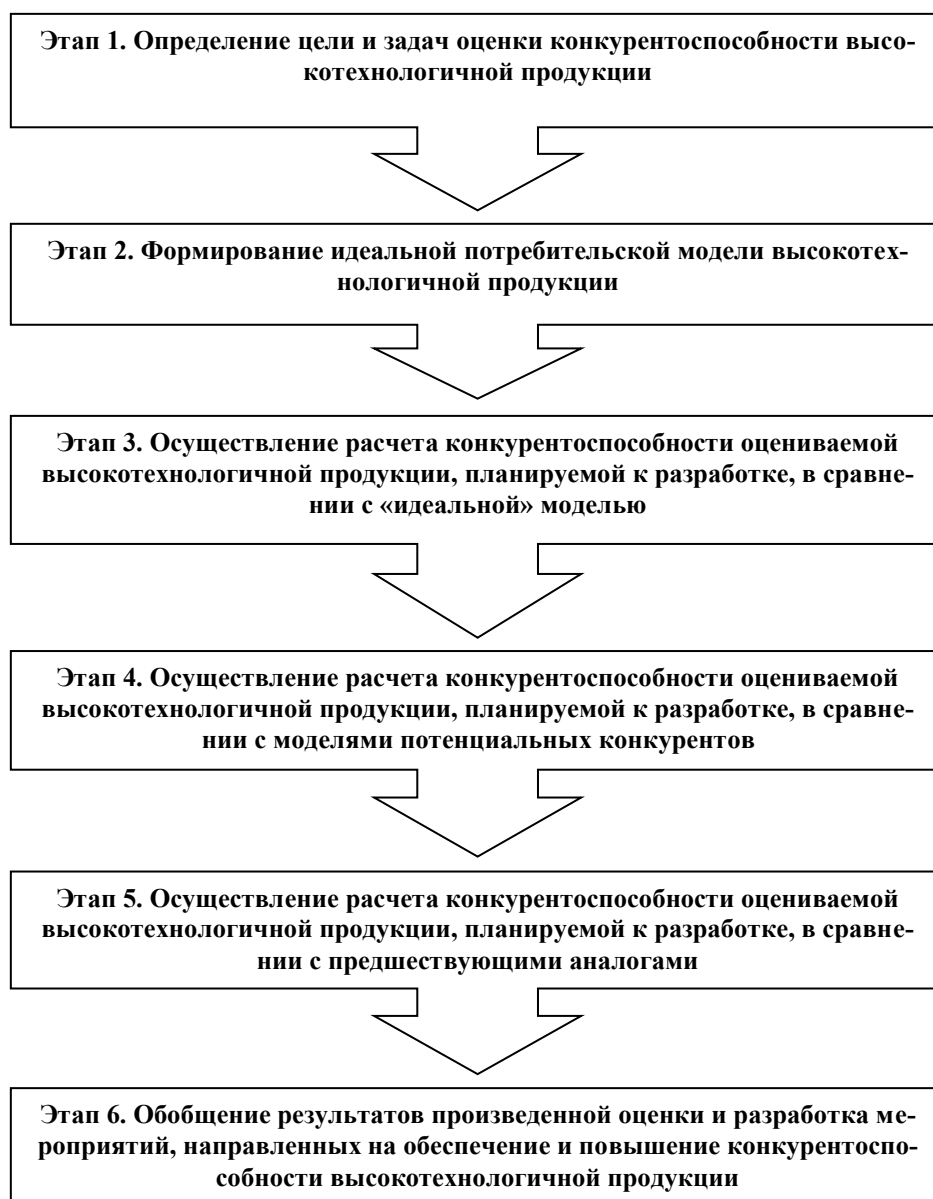 Этап 1. Определение цели и задач оценки конкурентоспособности высо-
котехнологичной продукции
Этап 2. Формирование идеальной потребительской модели высокотех-
нологичной продукции
Этап 3. Осуществление расчета конкурентоспособности оцениваемой
высокотехнологичной продукции, планируемой к разработке, в сравне-
нии с «идеальной» моделью
Этап 4. Осуществление расчета конкурентоспособности оцениваемой
высокотехнологичной продукции, планируемой к разработке, в сравне-
нии с моделями потенциальных конкурентов
Этап 5. Осуществление расчета конкурентоспособности оцениваемой
высокотехнологичной продукции, планируемой к разработке, в сравне-
нии с предшествующими аналогами
Этап 6. Обобщение результатов произведенной оценки и разработка ме-
роприятий, направленных на обеспечение и повышение конкурентоспо-
собности высокотехнологичной продукции